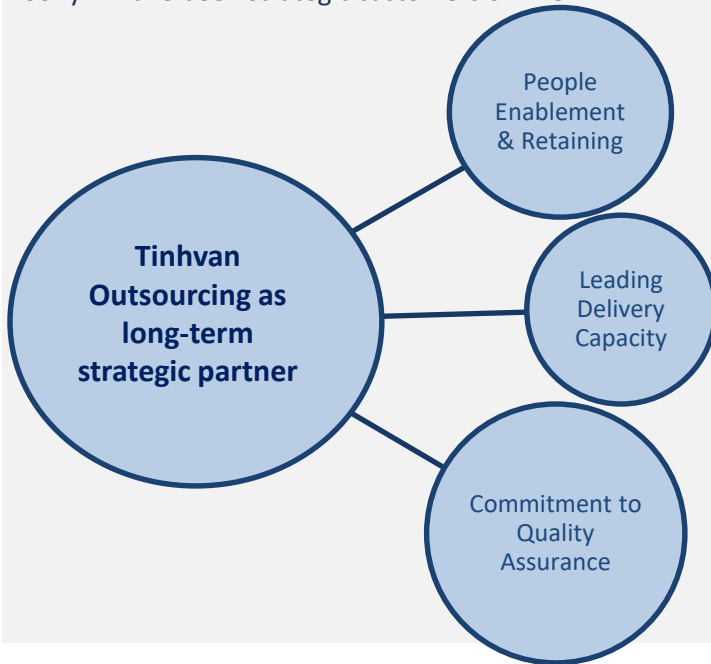 Tinhvan
Outsourcing as
long-term
strategic partner
People
Enablement
& Retaining
Leading
Delivery
Capacity
Commitment to
Quality
Assurance